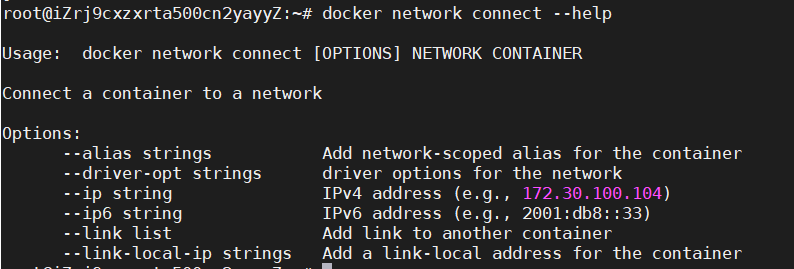 root@iZrj9cxzxrta500cn2yayyZ:~# docker network connect --help
Usage:  docker network connect [OPTIONS] NETWORK CONTAINER
Connect a container to a network
Options:
      --alias strings           Add network-scoped alias for the container
      --driver-opt strings      driver options for the network
      --ip string               IPv4 address (e.g., 172.30.100.104)
      --ip6 string              IPv6 address (e.g., 2001:db8::33)
      --link list               Add link to another container
      --link-local-ip strings   Add a link-local address for the container